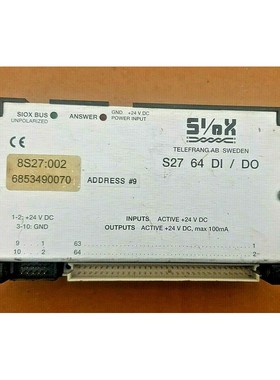 SIOX BUS
UNPOLARIZED
ANSWER
GND +24 V DC
POWER INPUT
SIOX
TELEFRANG AB SWEDEN
8S27:002
S27 64 DI / DO
6853490070
ADDRESS #9
1-2; +24 V DC
3-10; GND
INPUTS ACTIVE +24 V DC
OUTPUTS ACTIVE +24 V DC, max 100mA
9 1 63 1
10 2 64 2